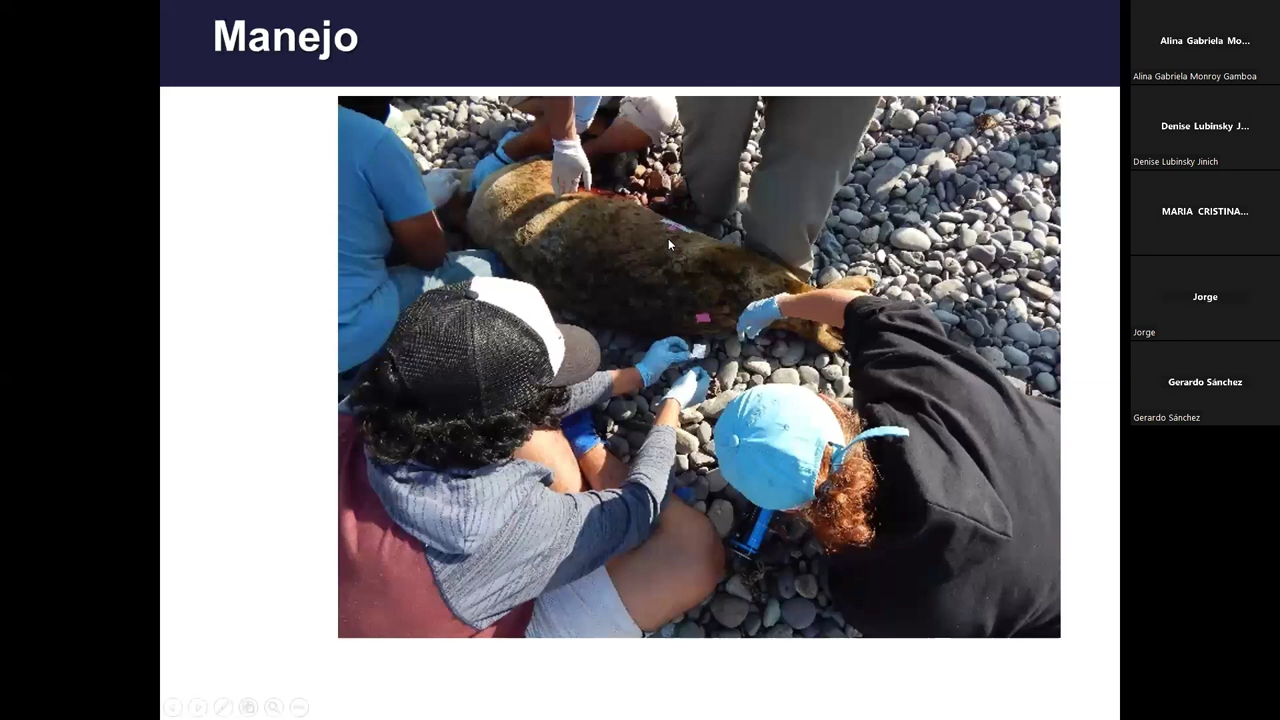 Manejo
Alina Gabriela Mo...
Alina Gabriela Monroy Gamboa
Denise Lubinsky J...
Denise Lubinsky Jinich
MARIA CRISTINA...
Jorge
Jorge
Gerardo Sánchez
Gerardo Sánchez